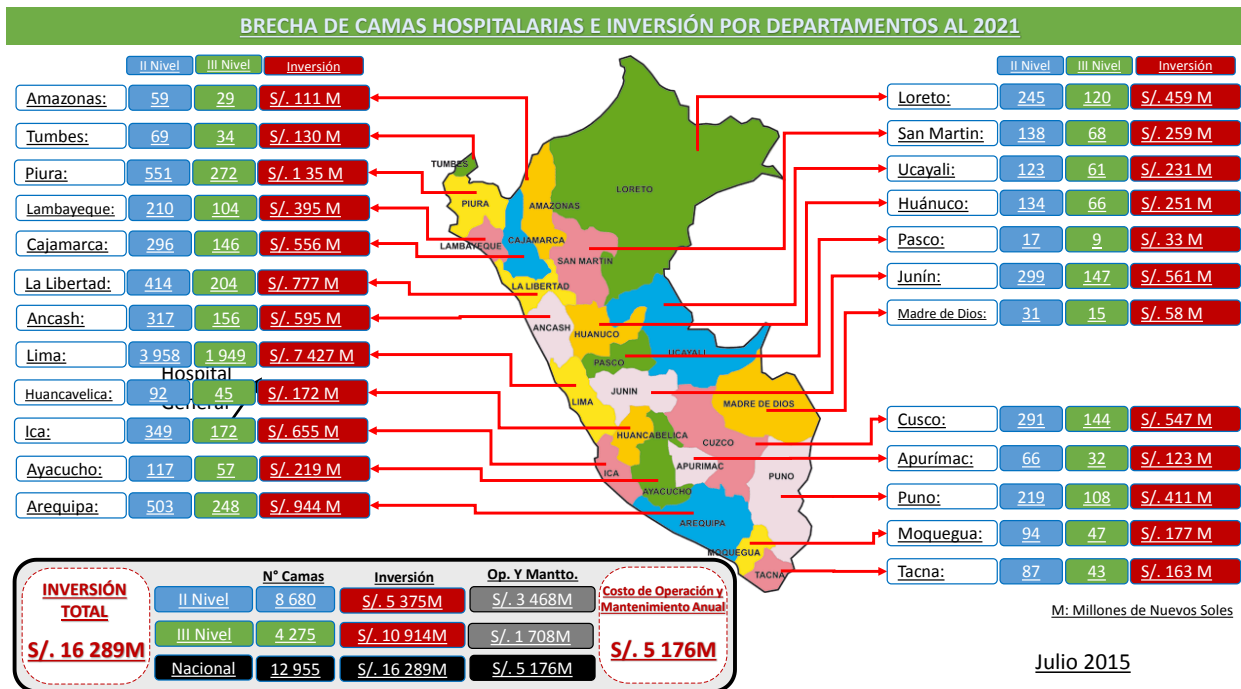 BRECHA DE CAMAS HOSPITALARIAS E INVERSIÓN POR DEPARTAMENTOS AL 2021
II Nivel III Nivel Inversión
Amazonas: 59 29 S/. 111 M
Tumbes: 69 34 S/. 130 M
Piura: 551 272 S/. 1 35 M
Lambayeque: 210 104 S/. 395 M
Cajamarca: 296 146 S/. 556 M
La Libertad: 414 204 S/. 777 M
Ancash: 317 156 S/. 595 M
Lima: 3 958 1 949 S/. 7 427 M
Hospital
General
Huancavelica: 92 45 S/. 172 M
Ica: 349 172 S/. 655 M
Ayacucho: 117 57 S/. 219 M
Arequipa: 503 248 S/. 944 M
TUMBES
PIURA
LAMBAYEQUE
CAJAMARCA
AMAZONAS
LORETO
SAN MARTIN
LA LIBERTAD
ANCASH
HUANUCO
UCAYALI
PASCO
JUNIN
LIMA
MADRE DE DIOS
HUANCABELICA
CUZCO
ICA
APURIMAC
AYACUCHO
PUNO
AREQUIPA
MOQUEGUA
TACNA
II Nivel III Nivel Inversión
Loreto: 245 120 S/. 459 M
San Martin: 138 68 S/. 259 M
Ucayali: 123 61 S/. 231 M
Huánuco: 134 66 S/. 251 M
Pasco: 17 9 S/. 33 M
Junín: 299 147 S/. 561 M
Madre de Dios: 31 15 S/. 58 M
Cusco: 291 144 S/. 547 M
Apurímac: 66 32 S/. 123 M
Puno: 219 108 S/. 411 M
Moquegua: 94 47 S/. 177 M
Tacna: 87 43 S/. 163 M
M: Millones de Nuevos Soles
INVERSIÓN
TOTAL
S/. 16 289M
N° Camas Inversión Op. Y Mantto.
II Nivel 8 680 S/. 5 375M S/. 3 468M
III Nivel 4 275 S/. 10 914M S/. 1 708M
Nacional 12 955 S/. 16 289M S/. 5 176M
Costo de Operación y
Mantenimiento Anual
S/. 5 176M
Julio 2015